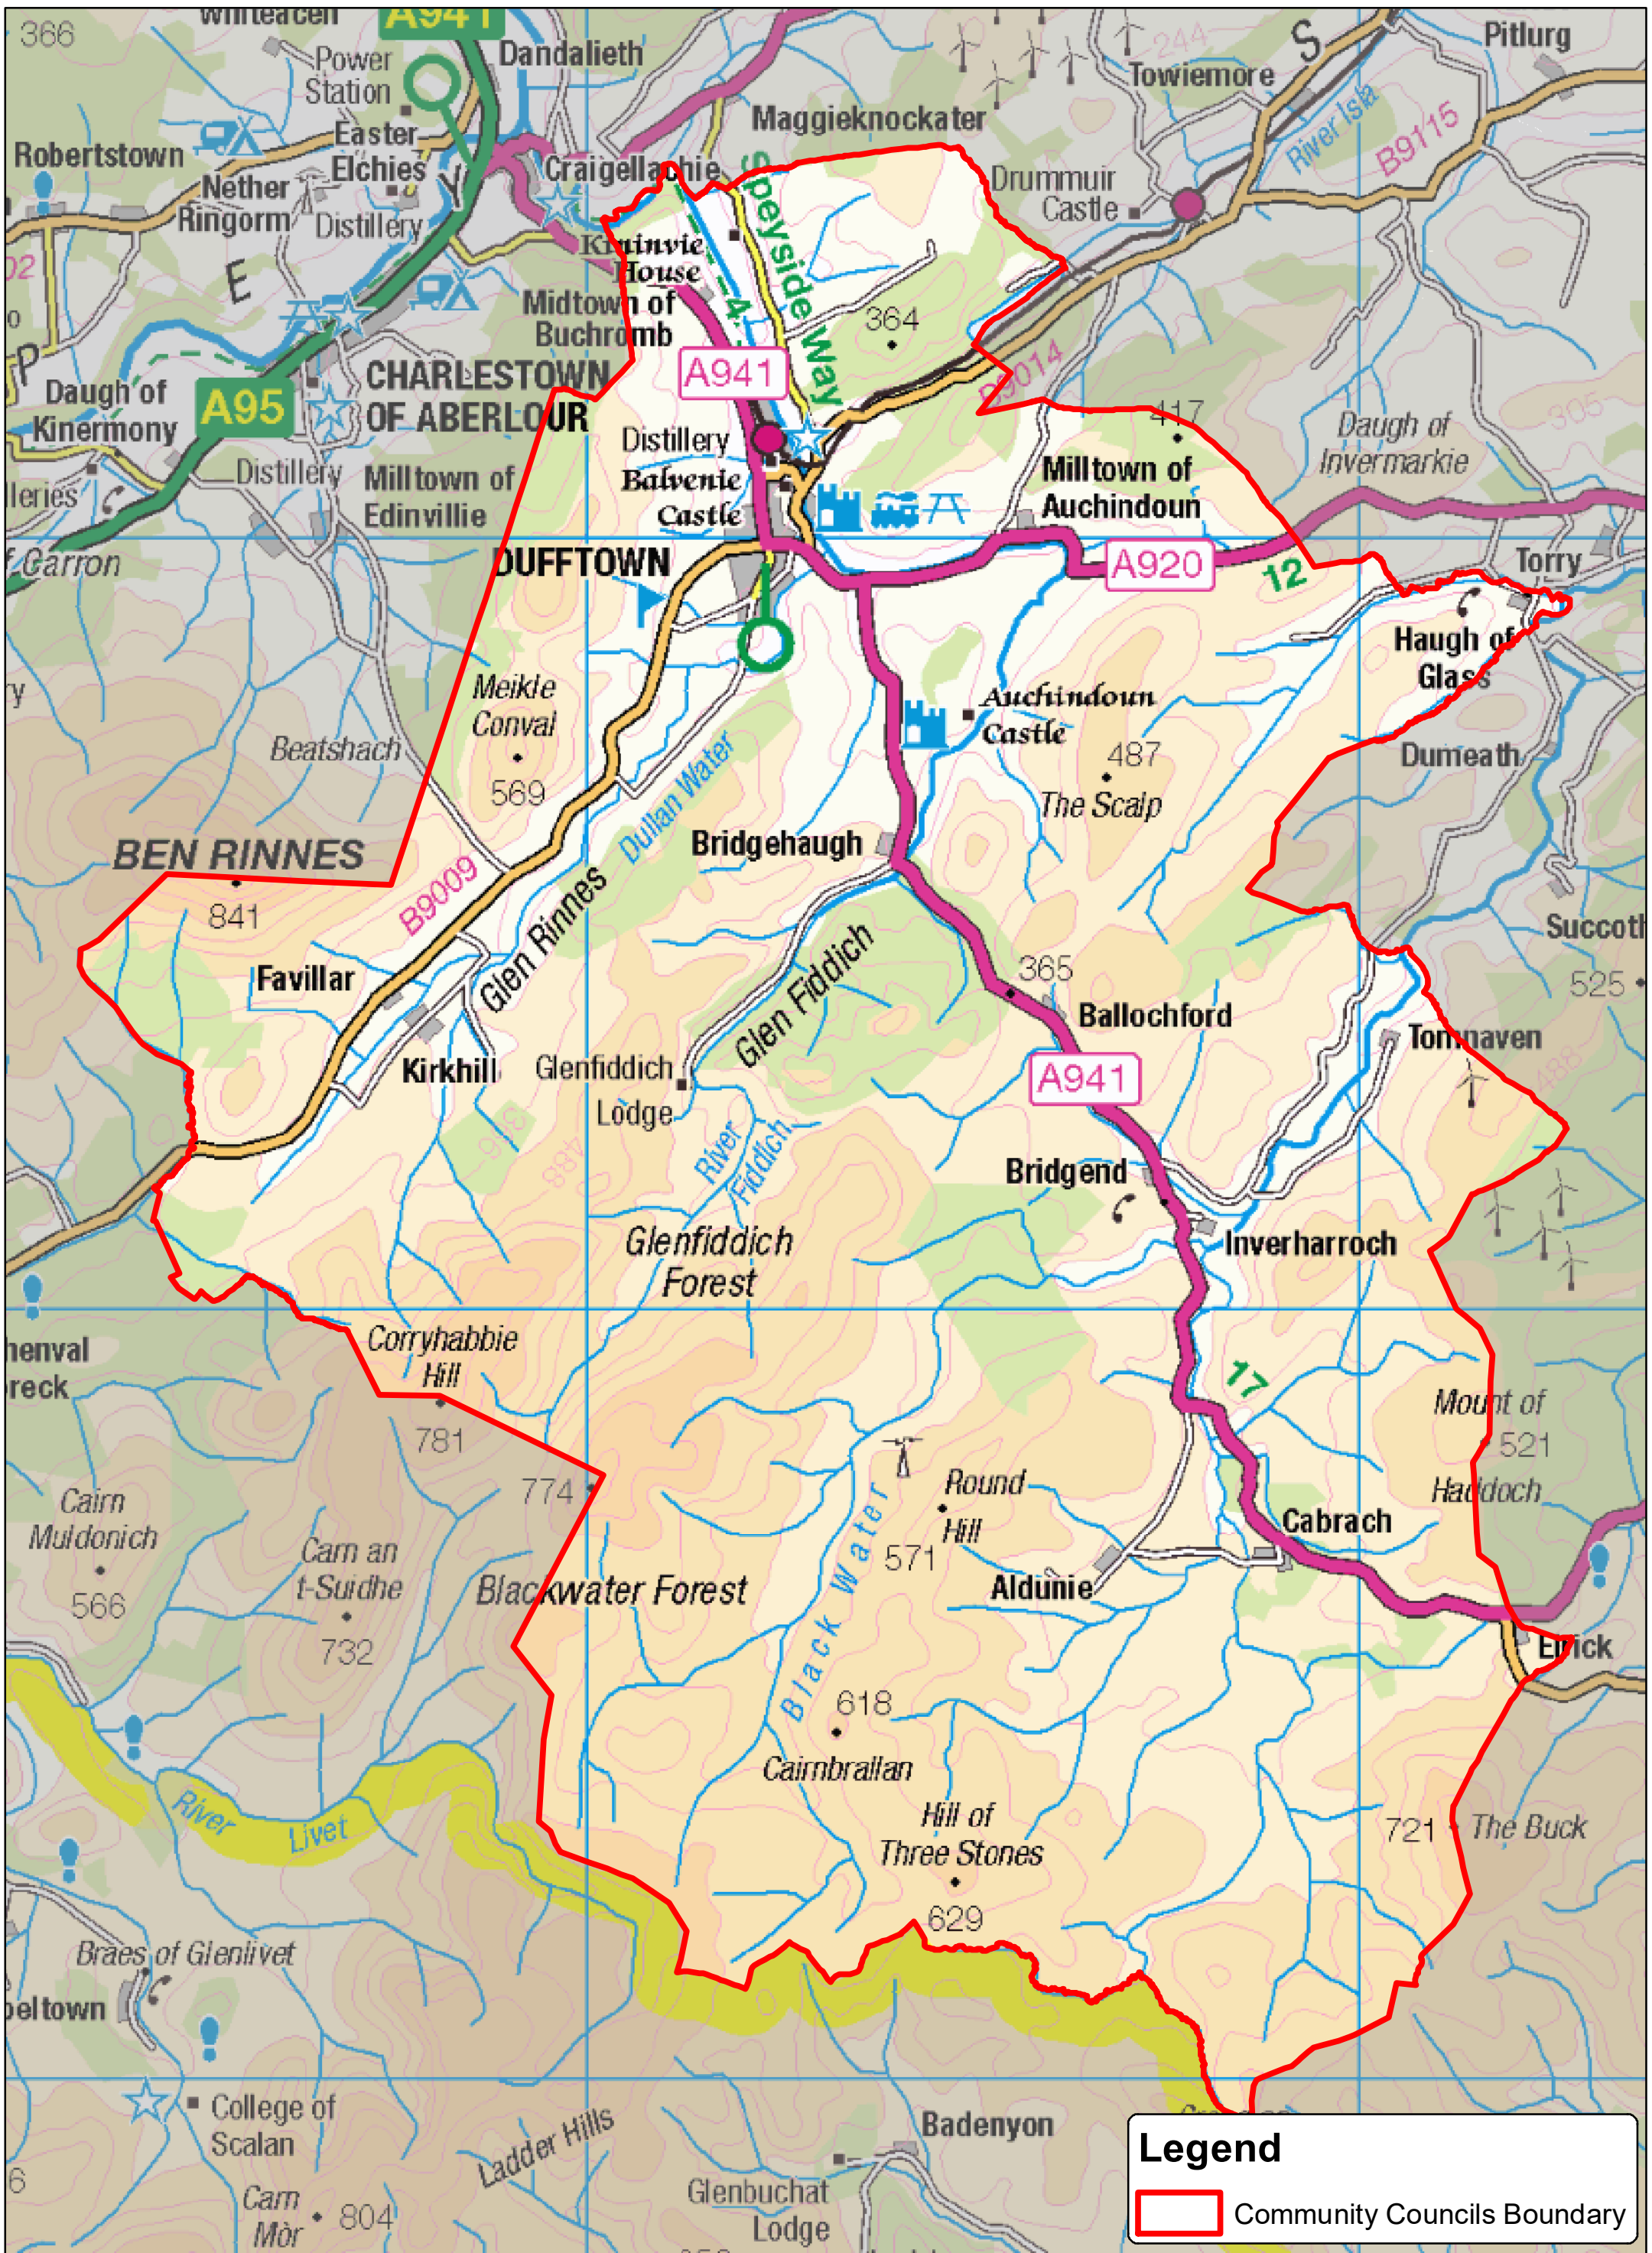 366
A941
Dandalieth
Power
Station
Pitlurg
244
S
Towiemore
Maggieknockater
River Isla
B9115
Easter
Elchies
Robertstown
Craigellachie
Nether
Ringorm
Distillery
Drummuir
Castle
Speyside Way
Kininvie
House
E
Midtown of
Buchromb
4
364
P
A941
B9014
CHARLESTOWN
OF ABERLOUR
A95
Daugh of
Kinermony
417
305
Daugh of
Invermarkie
Distillery
Distillery
Milltown of
Edinvillie
Balvenie
Castle
Milltown of
Auchindoun
DUFFTOWN
A920
12
Torry
Haugh of
Glass
Meikle
Conval
569
Auchindoun
Castle
Beatshach
Dumeath
487
The Scalp
Dullan Water
Bridgehaugh
BEN RINNES
841
B9009
Glen Rinnes
Glen Fiddich
Succoth
525
Favillar
365
Ballochford
Tomnaven
Kirkhill
Glenfiddich
Lodge
A941
488
396
488
River
Fiddich
Bridgend
Inverharroch
Glenfiddich
Forest
Corryhabbie
Hill
781
17
Mount of
521
Haddoch
774
Cairn
Muldonich
566
Round
Hill
571
Cabrach
Carn an
t-Suidhe
732
Blackwater Forest
Black Water
Aldunie
Elrick
618
Cairnbrallan
River
Livet
Hill of
Three Stones
629
721
The Buck
Braes of Glenlivet
College of
Scalan
Ladder Hills
Badenyon
Glenbuchat
Lodge
Carn
Mòr
804
Legend
Community Councils Boundary